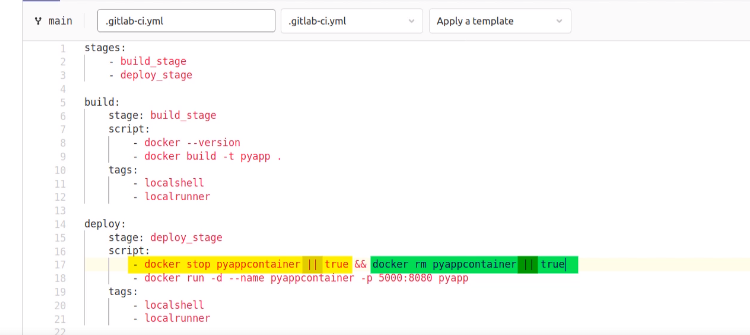 main .gitlab-ci.yml .gitlab-ci.yml Apply a template
1 stages:
2     - build_stage
3     - deploy_stage
4
5 build:
6     stage: build_stage
7     script:
8         - docker --version
9         - docker build -t pyapp .
10     tags:
11         - localshell
12         - localrunner
13
14 deploy:
15     stage: deploy_stage
16     script:
17         - docker stop pyappcontainer || true && docker rm pyappcontainer || true
18         - docker run -d --name pyappcontainer -p 5000:8080 pyapp
19     tags:
20         - localshell
21         - localrunner
22